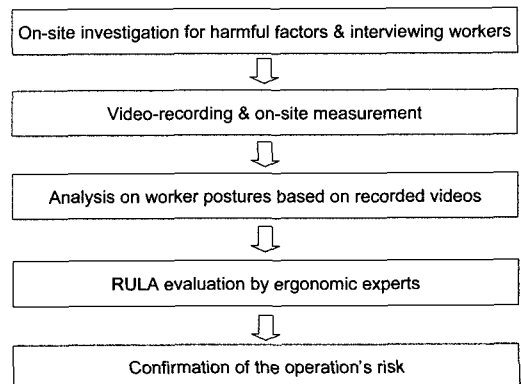 On-site investigation for harmful factors & interviewing workers
Video-recording & on-site measurement
Analysis on worker postures based on recorded videos
RULA evaluation by ergonomic experts
Confirmation of the operation's risk